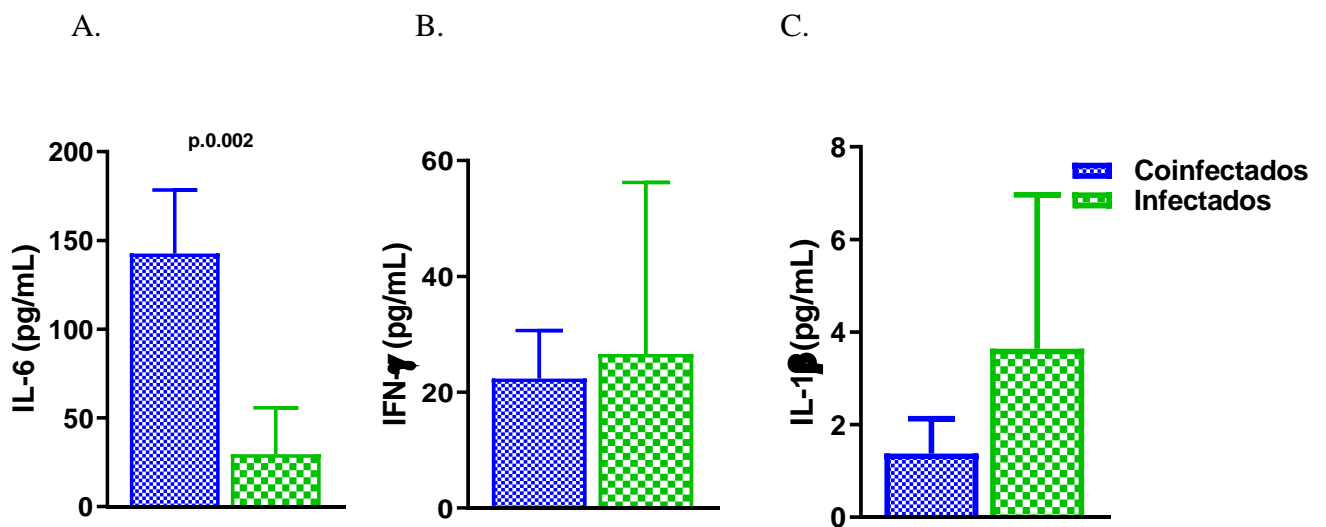 A.
B.
C.
p.0.002
IL-6 (pg/mL)
200
150
100
50
0
IFN-γ (pg/mL)
60
40
20
0
IL-1β (pg/mL)
8
6
4
2
0
Coinfectados
Infectados